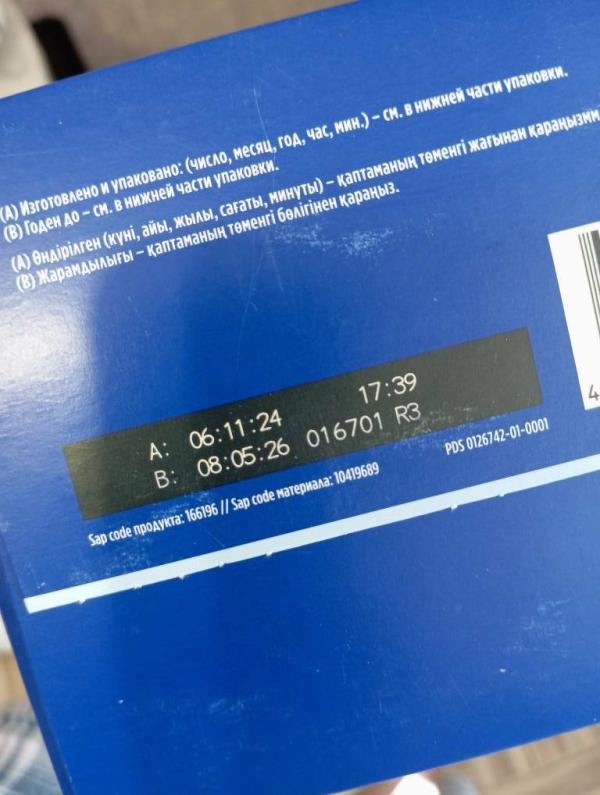 (А) Изготовлено и упаковано: (число, месяц, год, час, мин.) – см. в нижней части упаковки.
(В) Годен до – см. в нижней части упаковки.
(А) Өндірілген (күні, айы, жылы, сағаты, минуты) – қаптаманың төменгі жағынан қараңызмн
(В) Жарамдылығы – қаптаманың төменгі бөлігінен қараңыз.
A: 06:11:24 17:39
B: 08:05:26 016701 R3
Sap code продукта: 166196 // Sap code материала: 10419689
PDS 0126742-01-0001
4